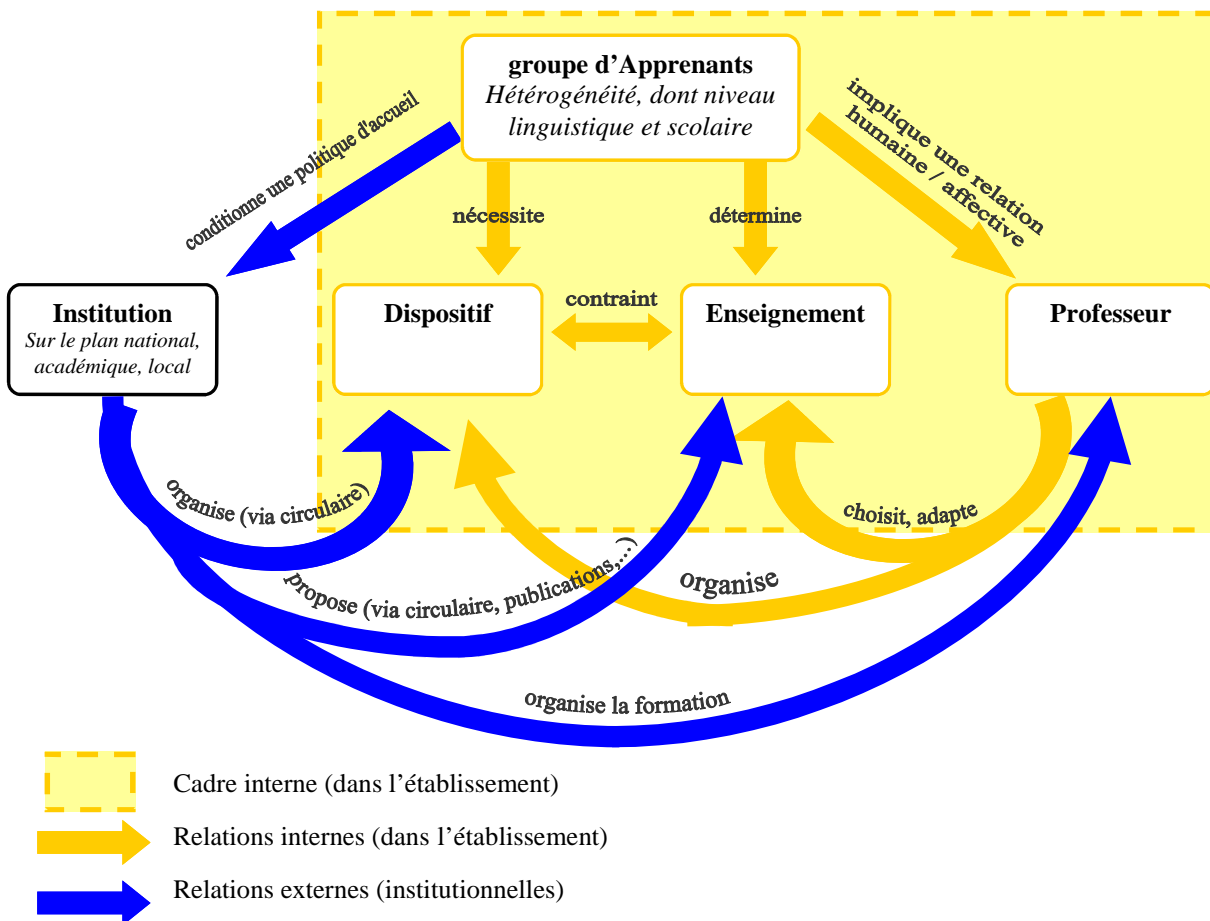 groupe d’Apprenants
Hétérogénéité, dont niveau
linguistique et scolaire
conditionne une politique d'accueil
implique une relation
humaine / affective
nécessite
détermine
Institution
Sur le plan national,
académique, local
Dispositif
contraint
Enseignement
Professeur
organise (via circulaire)
choisit, adapte
propose (via circulaire, publications,...)
organise
organise la formation
Cadre interne (dans l’établissement)
Relations internes (dans l’établissement)
Relations externes (institutionnelles)